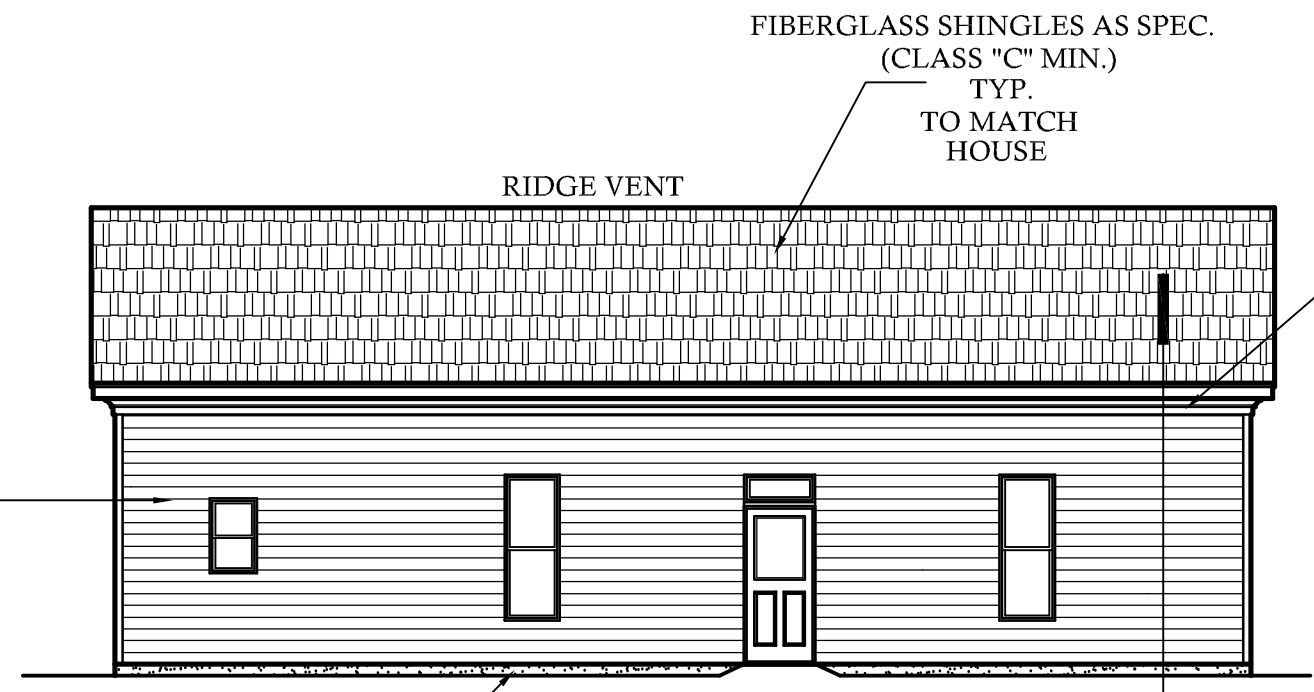 FIBERGLASS SHINGLES AS SPEC.
(CLASS "C" MIN.)
TYP.
TO MATCH
HOUSE
RIDGE VENT